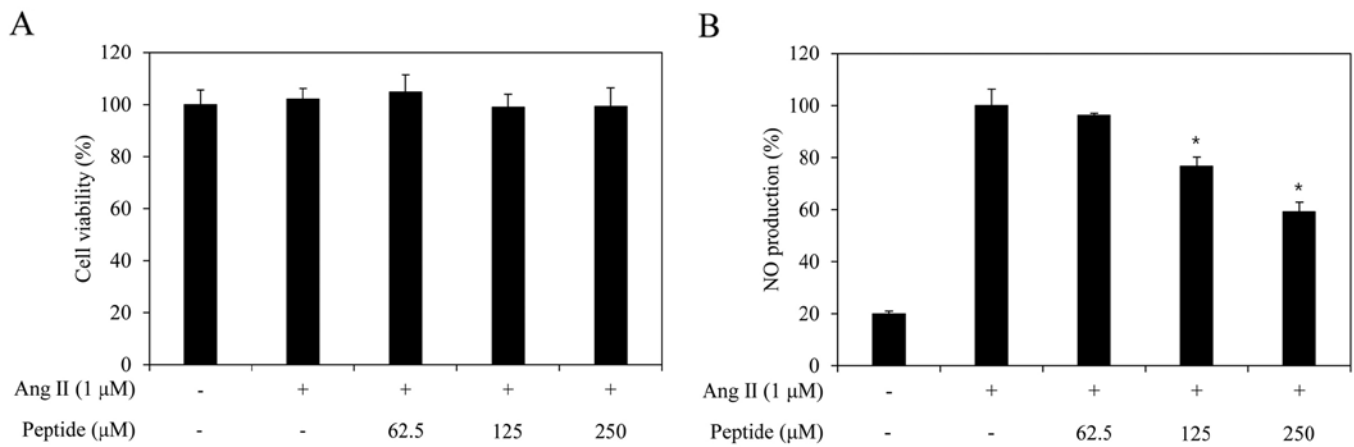 A
Cell viability (%)
120
100
80
60
40
20
0
Ang II (1 μM) - + + + +
Peptide (μM) - - 62.5 125 250
B
NO production (%)
120
100
80
60
40
20
0
* *
Ang II (1 μM) - + + + +
Peptide (μM) - - 62.5 125 250